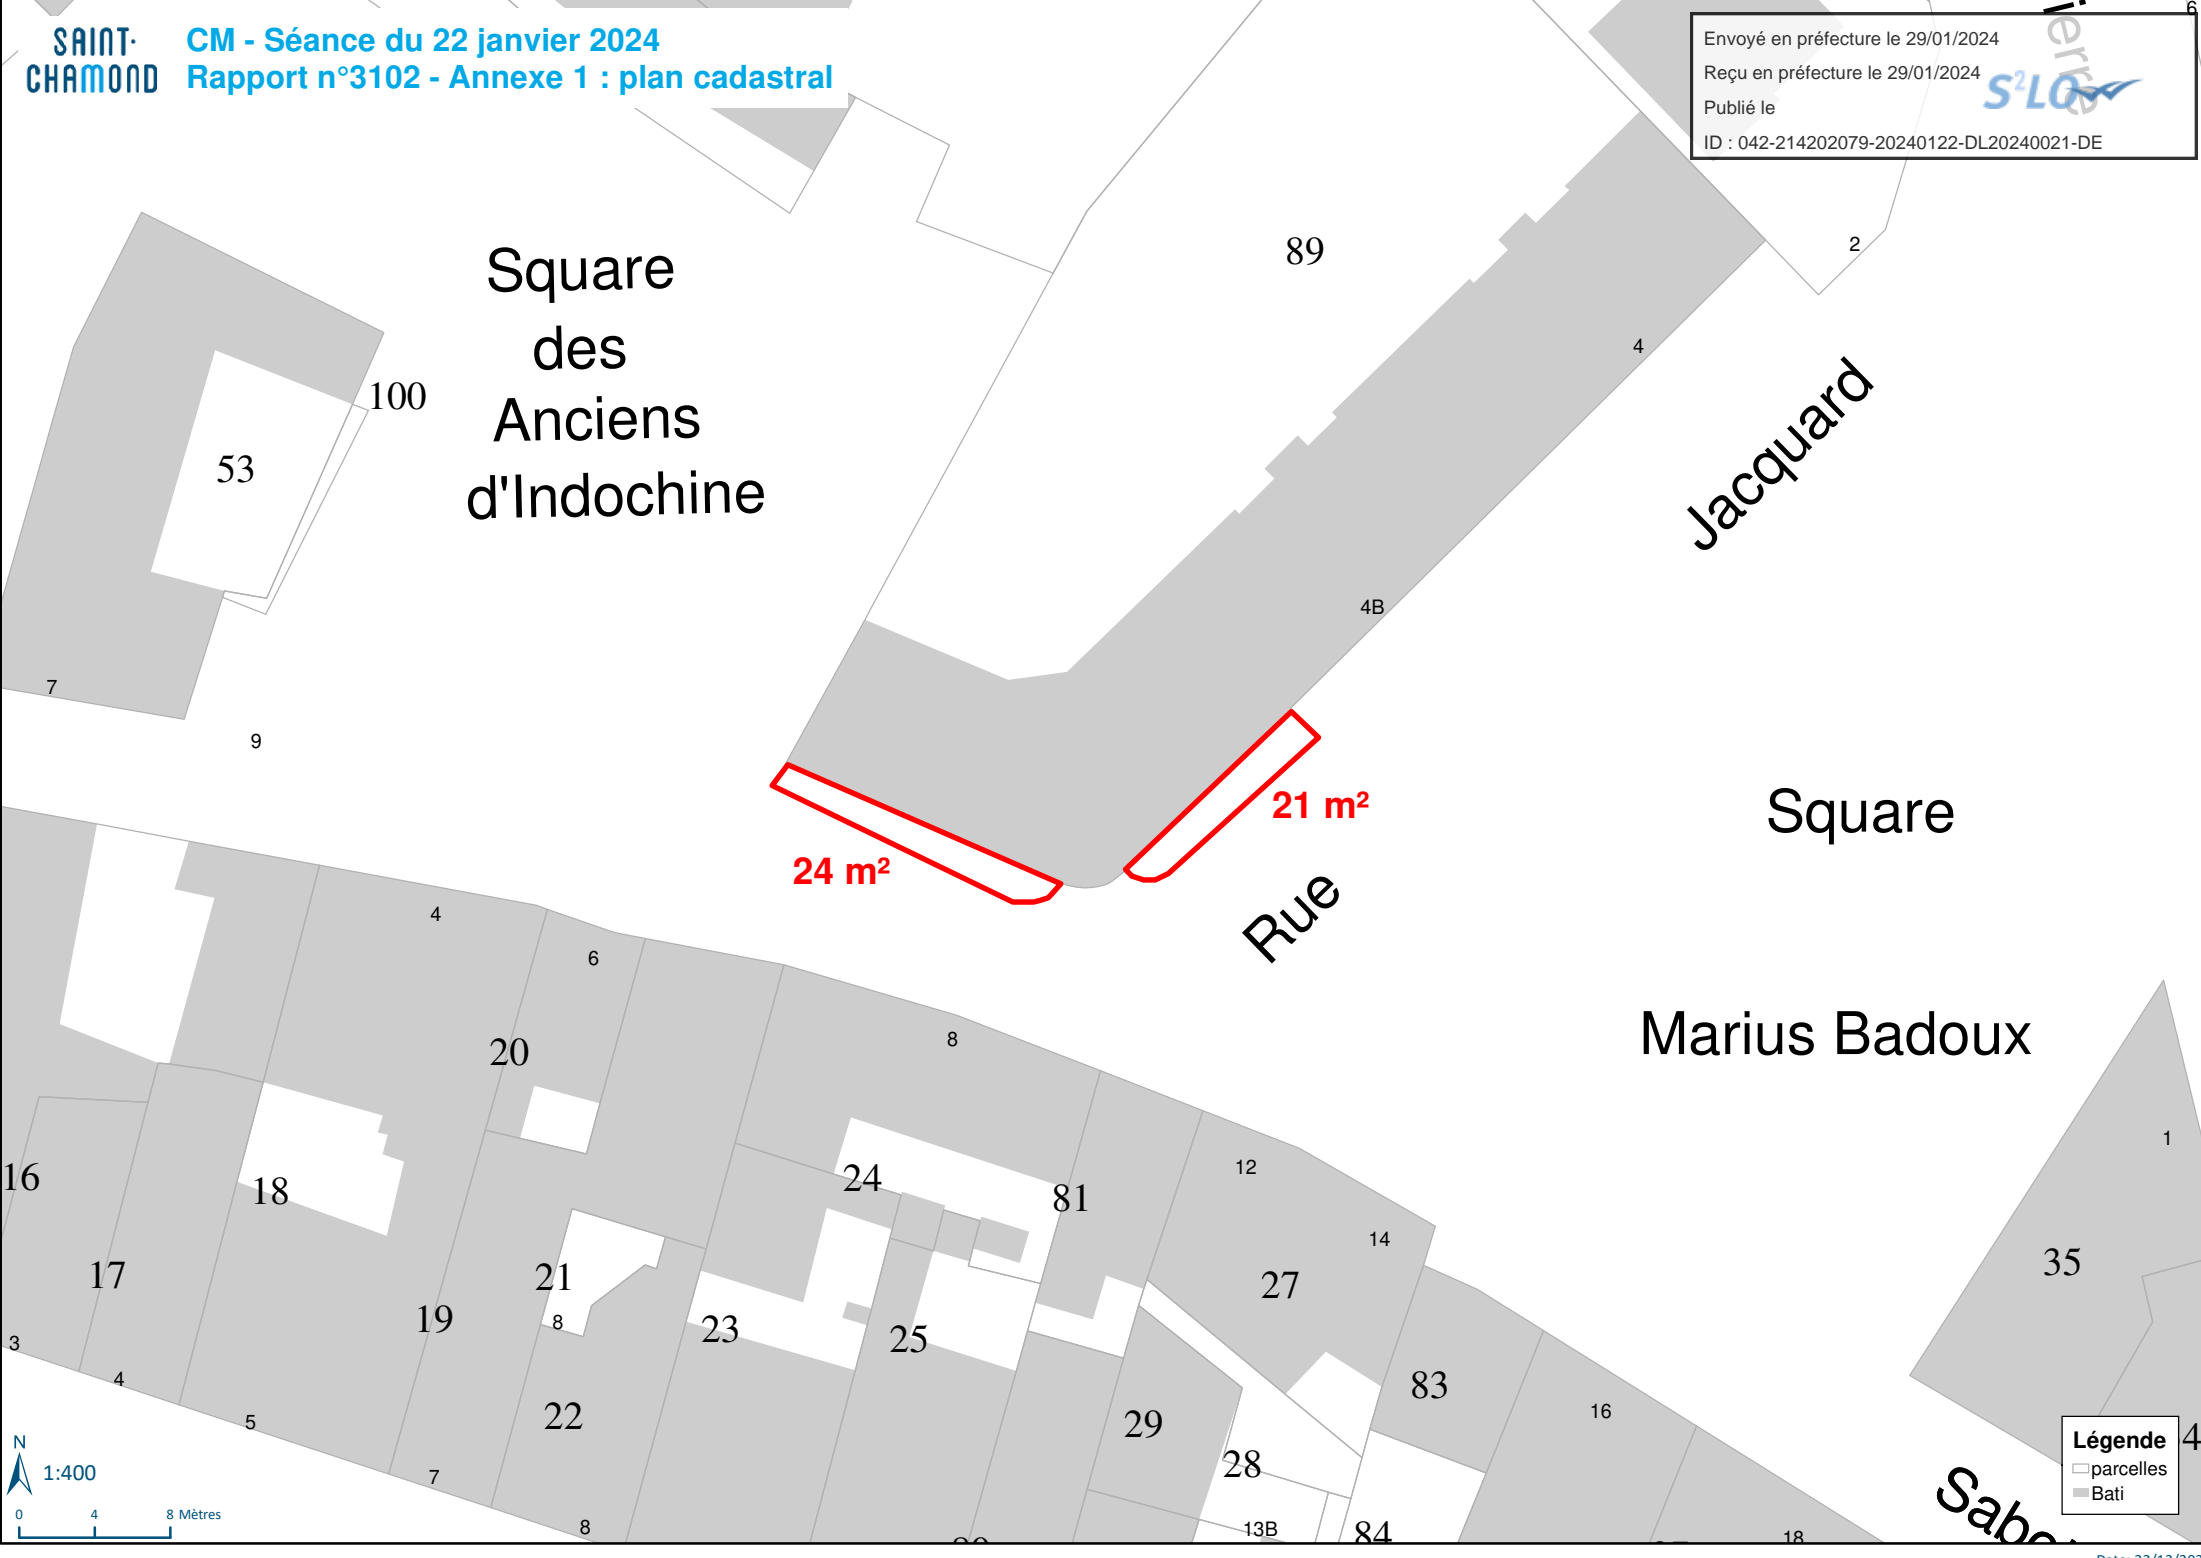 SAINT-
CHAMOND
CM - Séance du 22 janvier 2024
Rapport n°3102 - Annexe 1 : plan cadastral
Envoyé en préfecture le 29/01/2024
Reçu en préfecture le 29/01/2024
Publié le
S²LO
ID : 042-214202079-20240122-DL20240021-DE
6
2
89
4
Square
des
Anciens
d'Indochine
100
53
Jacquard
4B
7
9
21 m²
24 m²
Square
Rue
4
6
20
8
Marius Badoux
1
12
14
16
18
24
81
17
21
27
35
19
8
23
25
3
4
83
5
22
29
16
28
7
8
13B
84
18
N
1:400
0 4 8 Mètres
Légende
parcelles
Bati
4